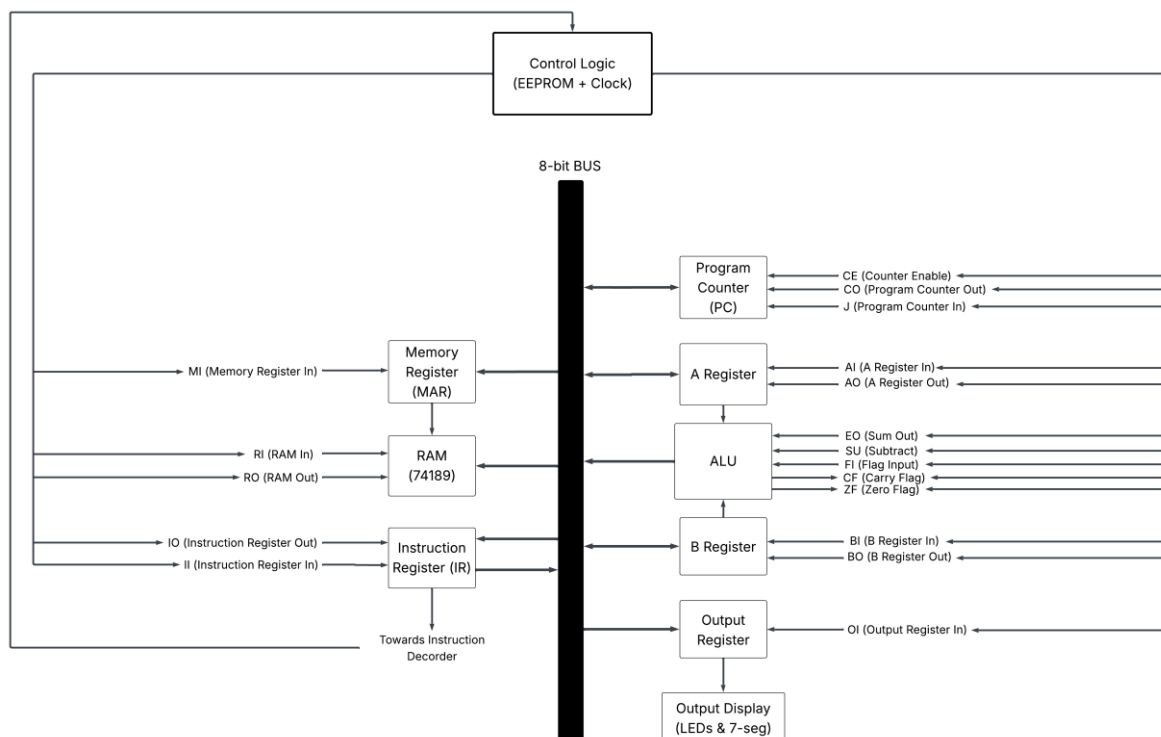 Control Logic
(EEPROM + Clock)
8-bit BUS
Program
Counter
(PC)
CE (Counter Enable)
CO (Program Counter Out)
J (Program Counter In)
MI (Memory Register In)
Memory
Register
(MAR)
A Register
AI (A Register In)
AO (A Register Out)
RI (RAM In)
RO (RAM Out)
RAM
(74189)
ALU
EO (Sum Out)
SU (Subtract)
FI (Flag Input)
CF (Carry Flag)
ZF (Zero Flag)
IO (Instruction Register Out)
II (Instruction Register In)
Instruction
Register (IR)
B Register
BI (B Register In)
BO (B Register Out)
Towards Instruction
Decorder
Output
Register
OI (Output Register In)
Output Display
(LEDs & 7-seg)